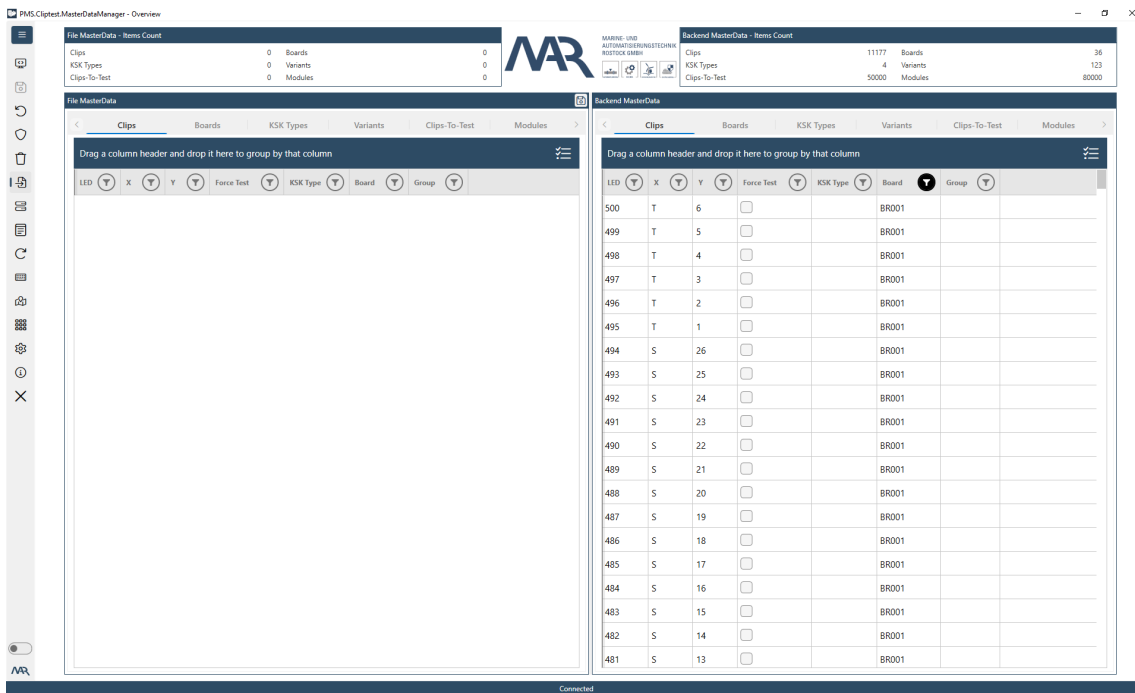 PMS.Cliptest.MasterDataManager - Overview
File MasterData - Items Count
Clips 0 Boards 0
KSK Types 0 Variants 0
Clips-To-Test 0 Modules 0
MAR
MARINE- UND
AUTOMATISIERUNGSTECHNIK
ROSTOCK GMBH
Backend MasterData - Items Count
Clips 11177 Boards 36
KSK Types 4 Variants 123
Clips-To-Test 50000 Modules 80000
File MasterData
Clips Boards KSK Types Variants Clips-To-Test Modules
Drag a column header and drop it here to group by that column
LED X Y Force Test KSK Type Board Group
Backend MasterData
Clips Boards KSK Types Variants Clips-To-Test Modules
Drag a column header and drop it here to group by that column
LED X Y Force Test KSK Type Board Group
500 T 6 BR001
499 T 5 BR001
498 T 4 BR001
497 T 3 BR001
496 T 2 BR001
495 T 1 BR001
494 S 26 BR001
493 S 25 BR001
492 S 24 BR001
491 S 23 BR001
490 S 22 BR001
489 S 21 BR001
488 S 20 BR001
487 S 19 BR001
486 S 18 BR001
485 S 17 BR001
484 S 16 BR001
483 S 15 BR001
482 S 14 BR001
481 S 13 BR001
MAR
Connected